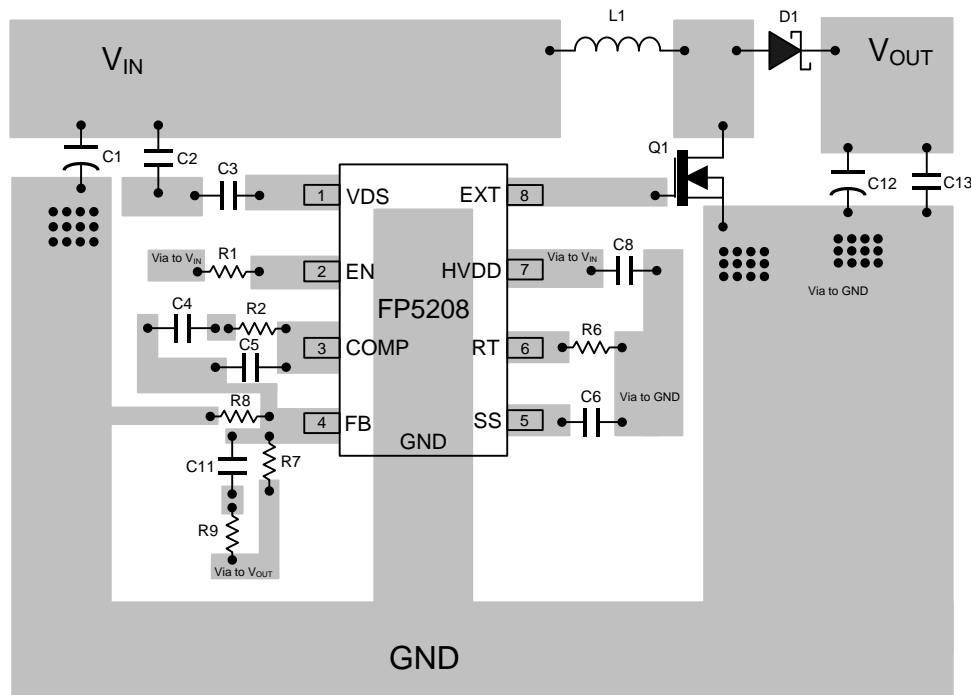 L1
D1
VIN
VOUT
C1
C2
C3
Q1
C12
C13
1
VDS
EXT
8
Via to VIN
R1
2
EN
HVDD
7
Via to VIN
C8
Via to GND
FP5208
C4
R2
C5
3
COMP
RT
6
R6
R8
4
FB
SS
5
C6
Via to GND
GND
C11
R7
R9
Via to VOUT
GND